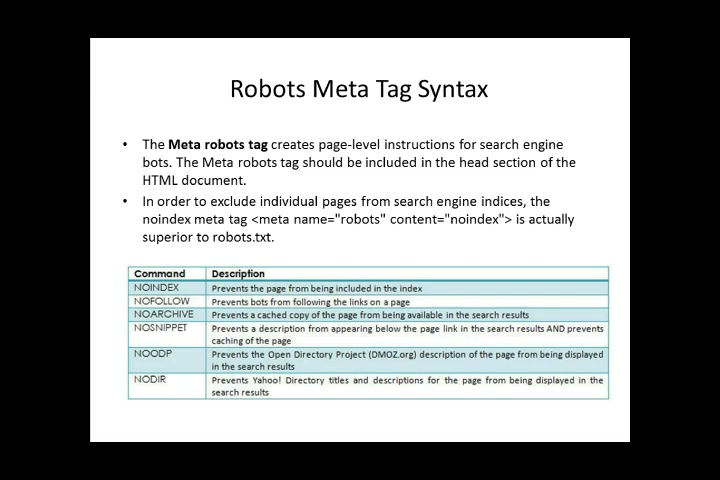 Robots Meta Tag Syntax
• The Meta robots tag creates page-level instructions for search engine
bots. The Meta robots tag should be included in the head section of the
HTML document.
• In order to exclude individual pages from search engine indices, the
noindex meta tag <meta name="robots" content="noindex"> is actually
superior to robots.txt.
Command Description
NOINDEX Prevents the page from being included in the index
NOFOLLOW Prevents bots from following the links on a page
NOARCHIVE Prevents a cached copy of the page from being available in the search results
NOSNIPPET Prevents a description from appearing below the page link in the search results AND prevents
caching of the page
NOODP Prevents the Open Directory Project (DMOZ.org) description of the page from being displayed
in the search results
NODIR Prevents Yahoo! Directory titles and descriptions for the page from being displayed in the
search results